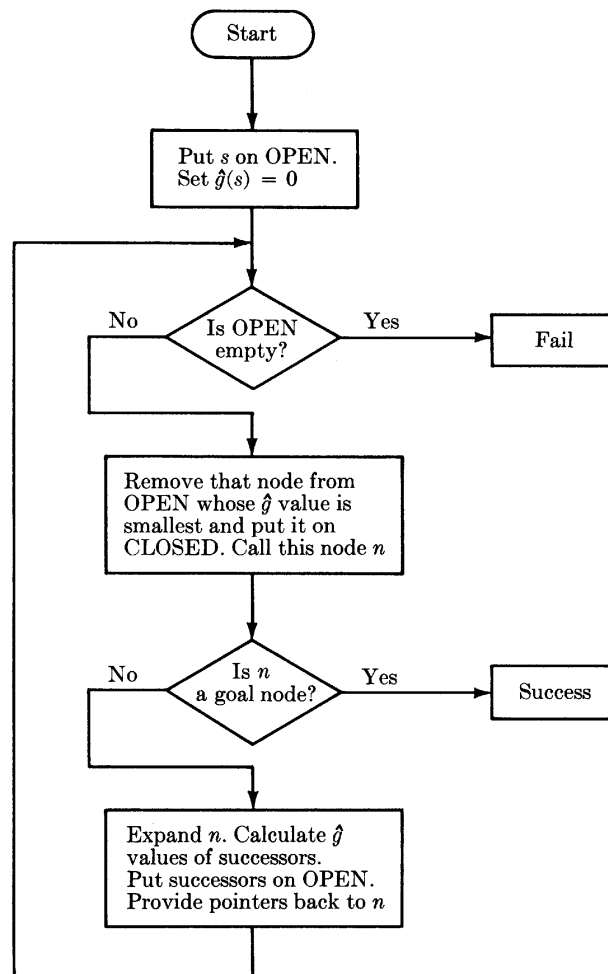 Start
Put s on OPEN.
Set ĝ(s) = 0
No
Is OPEN
empty?
Yes
Fail
Remove that node from
OPEN whose ĝ value is
smallest and put it on
CLOSED. Call this node n
No
Is n
a goal node?
Yes
Success
Expand n. Calculate ĝ
values of successors.
Put successors on OPEN.
Provide pointers back to n